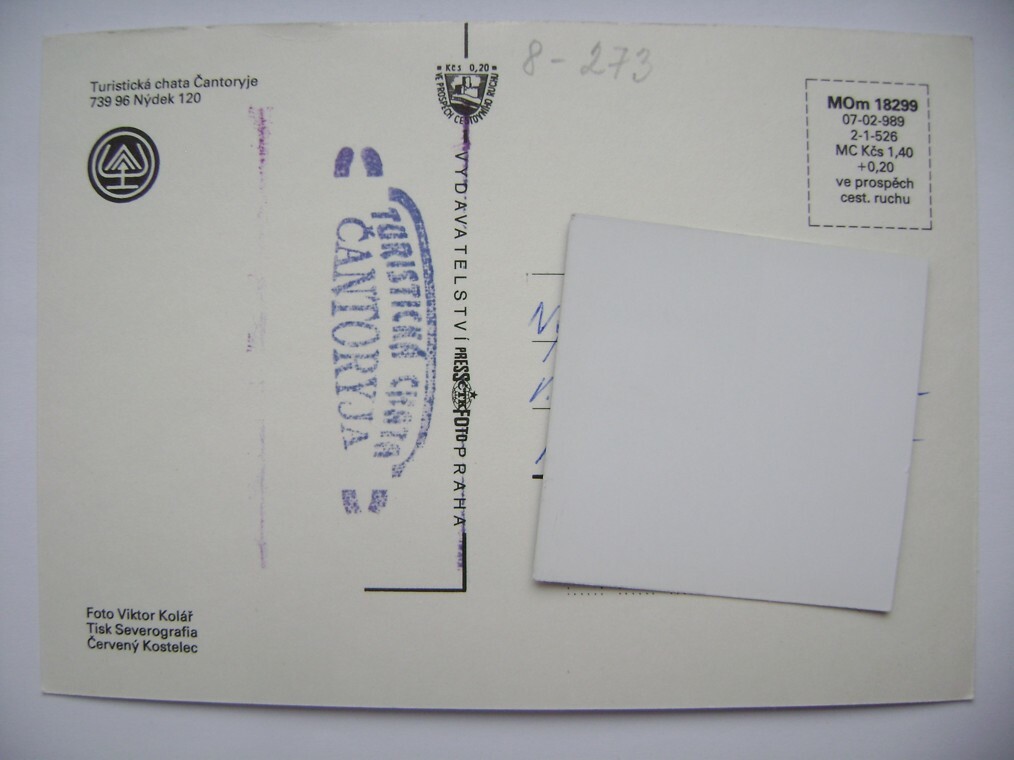 Turistická chata Čantoryje
739 96 Nýdek 120
8-273
Kčs 0,20
VE PROSPĚCH CESTOVNÍHO RUCHU
MOm 18299
07-02-989
2-1-526
MC Kčs 1,40
+0,20
ve prospěch
cest. ruchu
VYDAVATELSTVÍ PRESSFOTO PRAHA
ČTK
TURISTICKÁ CHATA
ČANTORYJA
Foto Viktor Kolář
Tisk Severografia
Červený Kostelec